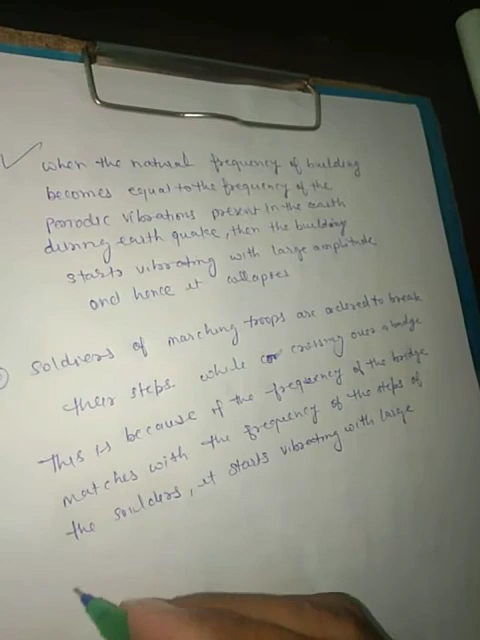 when the natural frequency of building
becomes equal to the frequency of the
Periodic vibrations present in the earth
during earth quake, then the building
starts vibrating with large amplitude
and hence it collapses
Soldiers of marching troops are ordered to break
their steps while crossing over a bridge
This is because of the frequency of the bridge
matches with the frequency of the steps of
the soulders, it starts vibrating with large